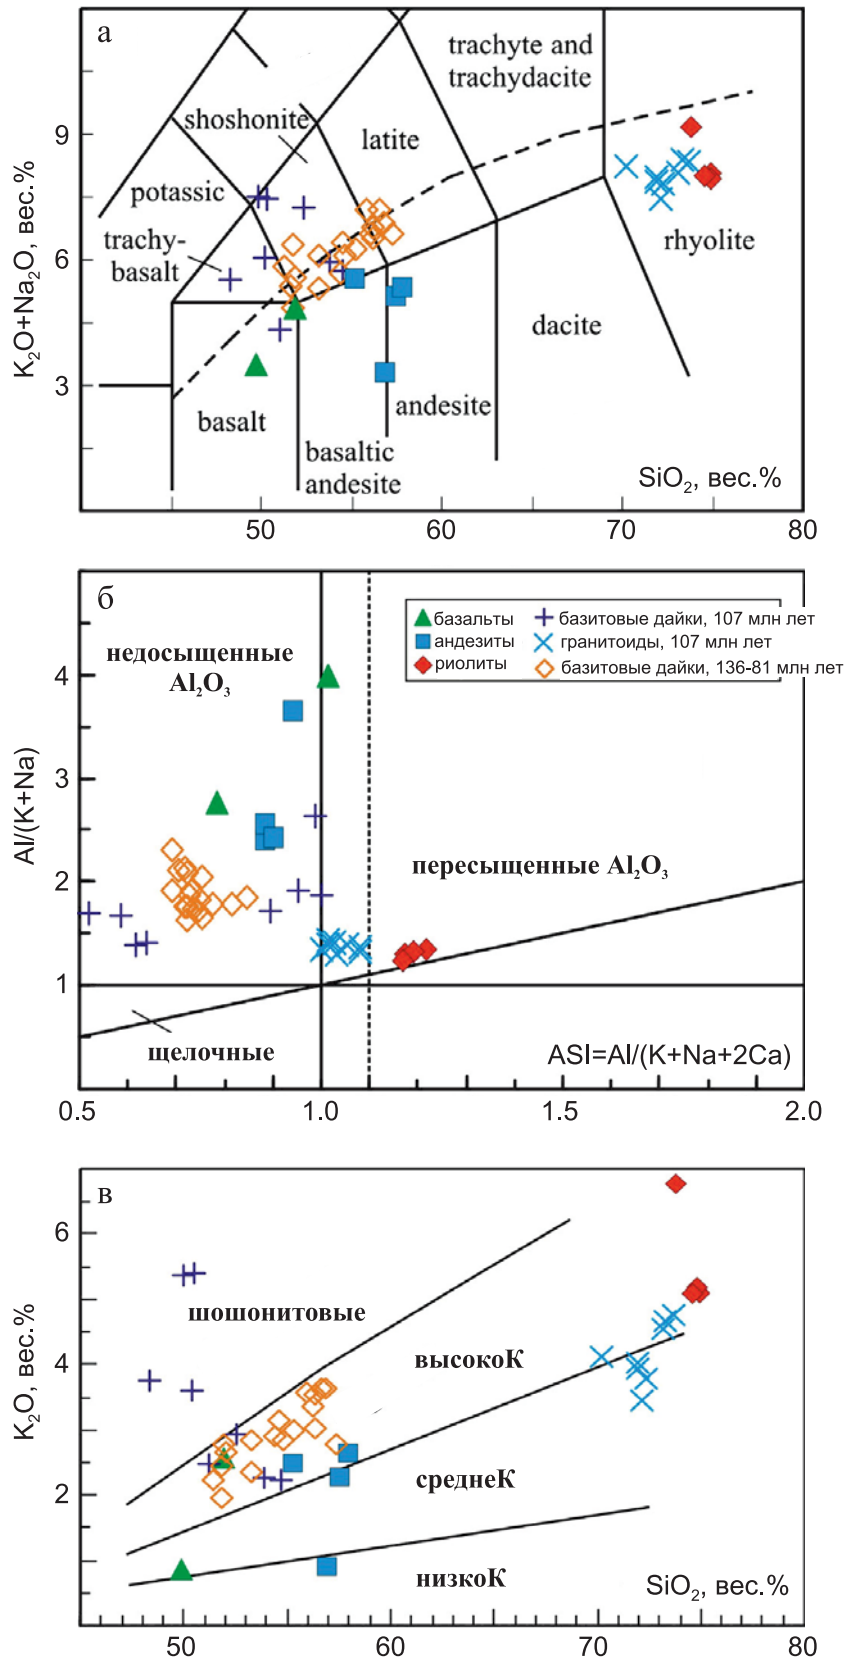 а
K₂O+Na₂O, вес.%
9
6
3
shoshonite
potassic
trachy-
basalt
latite
trachyte and
trachydacite
rhyolite
dacite
andesite
basalt
basaltic
andesite
SiO₂, вес.%
50
60
70
80
б
Al/(K+Na)
4
3
2
1
недосыщенные
Al₂O₃
базальты
андезиты
риолиты
базитовые дайки, 107 млн лет
гранитоиды, 107 млн лет
базитовые дайки, 136-81 млн лет
пересыщенные Al₂O₃
щелочные
ASI=Al/(K+Na+2Ca)
0.5
1.0
1.5
2.0
в
K₂O, вес.%
6
4
2
шошонитовые
высокоК
среднеК
низкоК
SiO₂, вес.%
50
60
70
80